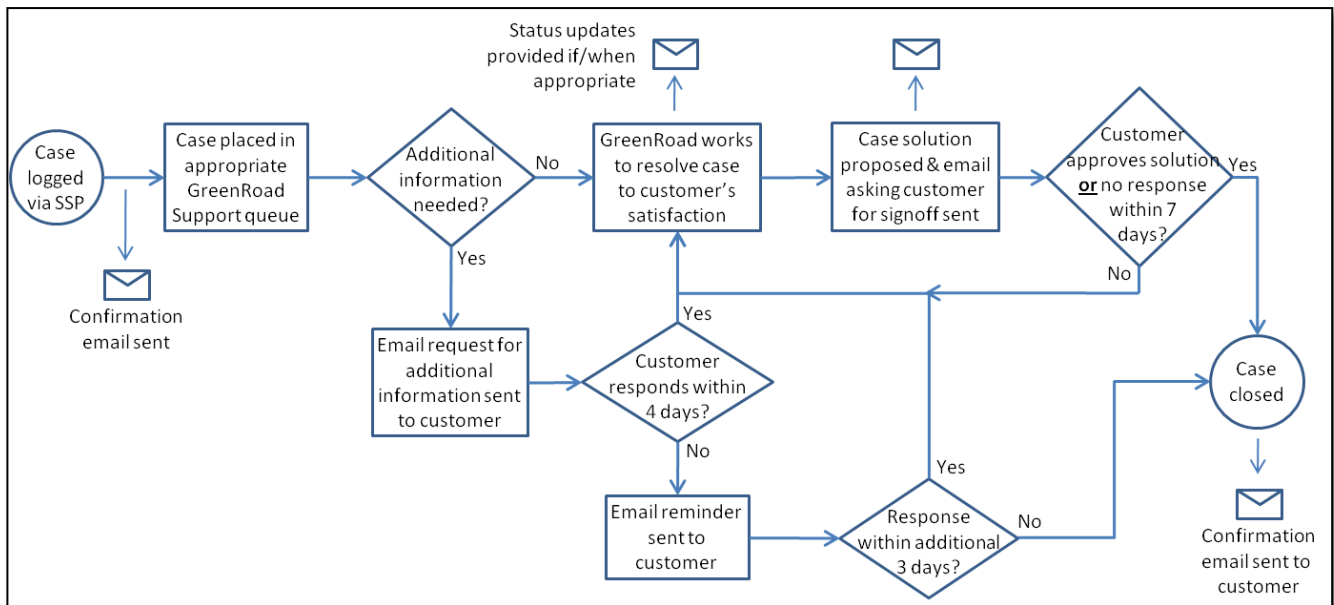 Status updates
provided if/when
appropriate
Case
logged
via SSP
Case placed in
appropriate
GreenRoad
Support queue
Additional
information
needed?
No
GreenRoad works
to resolve case
to customer's
satisfaction
Case solution
proposed & email
asking customer
for signoff sent
Customer
approves solution
or no response
within 7
days?
Yes
Yes
No
Confirmation
email sent
Email request for
additional
information sent
to customer
Yes
Customer
responds within
4 days?
Case
closed
No
Yes
Email reminder
sent to
customer
Response
within additional
3 days?
No
Confirmation
email sent to
customer